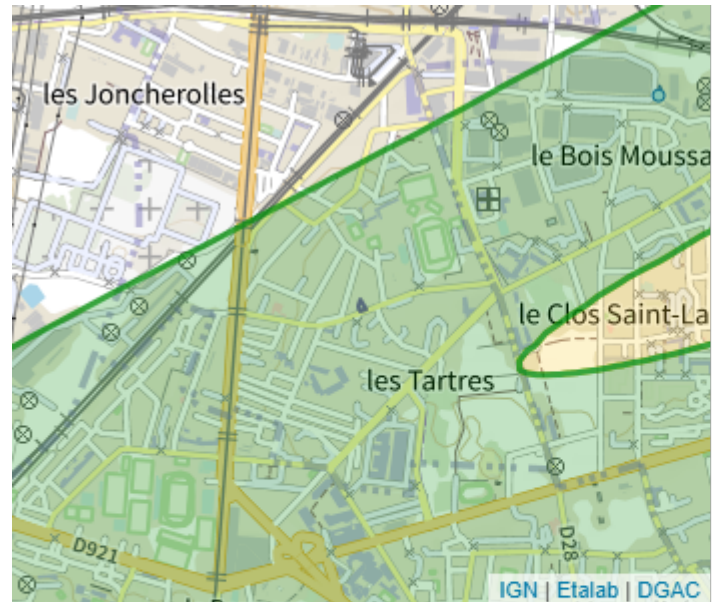 les Joncherolles
le Bois Moussa
le Clos Saint-La
les Tartres
D921
D28
IGN | Etalab | DGAC